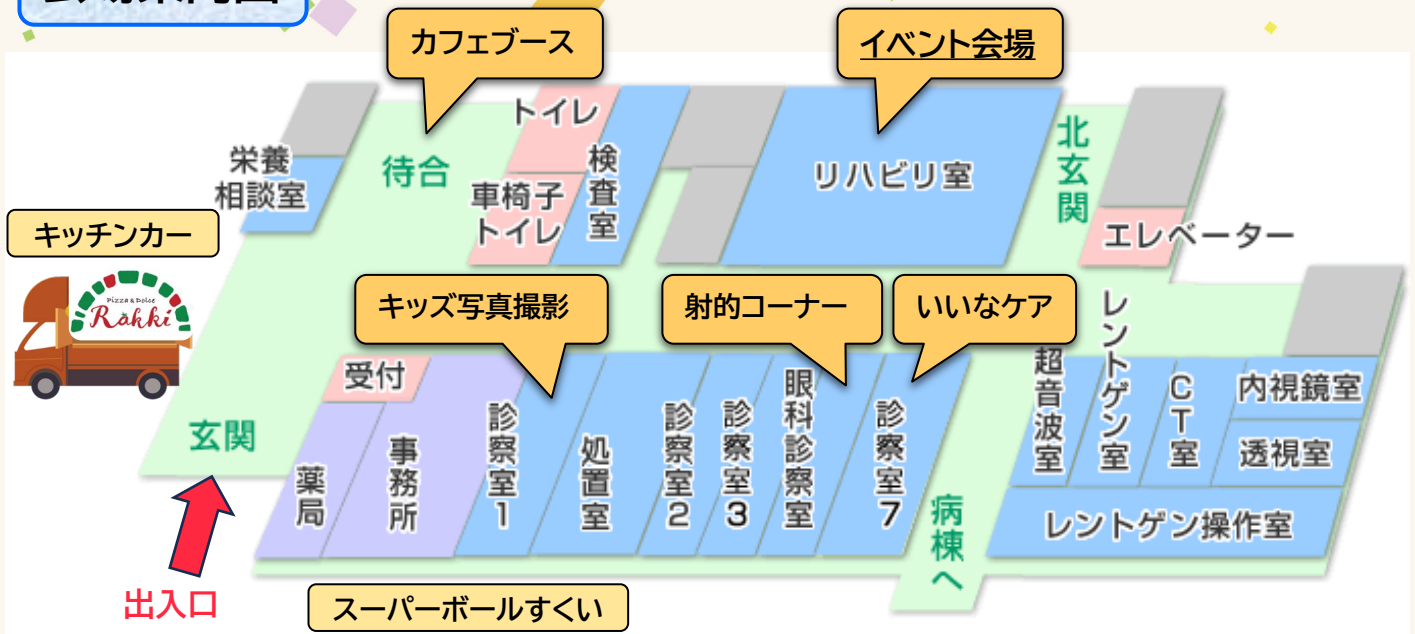 会場案内図
カフェブース
イベント会場
トイレ
栄養
相談室
待合
車椅子
トイレ
検査室
リハビリ室
北玄関
エレベーター
キッチンカー
Pizza & Dolce
Rakki
キッズ写真撮影
射的コーナー
いいなケア
受付
玄関
薬局
事務所
診察室1
処置室
診察室2
診察室3
眼科診察室
診察室7
超音波室
レントゲン室
CT室
内視鏡室
透視室
レントゲン操作室
病棟へ
出入口
スーパーボールすくい